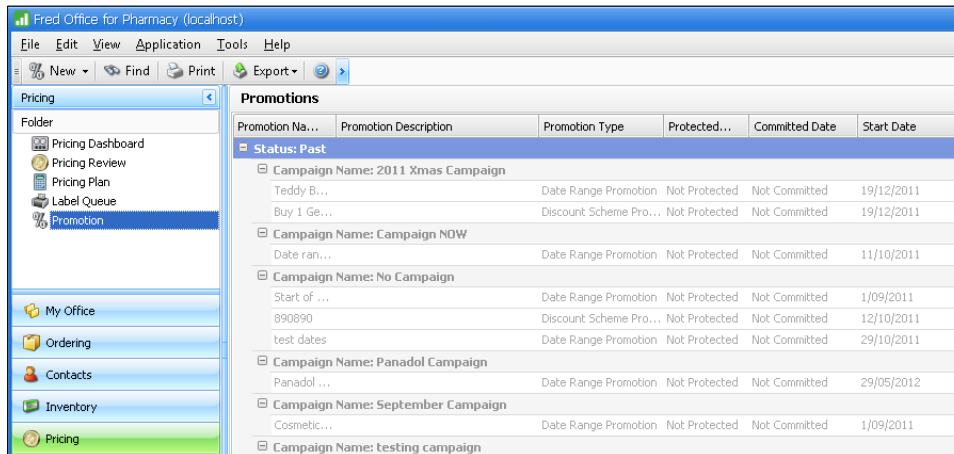 Fred Office for Pharmacy (localhost)
File Edit View Application Tools Help
% New Find Print Export ?
Pricing
Promotions
Folder
Pricing Dashboard
Pricing Review
Pricing Plan
Label Queue
% Promotion
My Office
Ordering
Contacts
Inventory
Pricing
Promotion Na... Promotion Description Promotion Type Protected... Committed Date Start Date
Status: Past
Campaign Name: 2011 Xmas Campaign
Teddy B... Date Range Promotion Not Protected Not Committed 19/12/2011
Buy 1 Ge... Discount Scheme Pro... Not Protected Not Committed 19/12/2011
Campaign Name: Campaign NOW
Date ran... Date Range Promotion Not Protected Not Committed 11/10/2011
Campaign Name: No Campaign
Start of ... Date Range Promotion Not Protected Not Committed 1/09/2011
890890 Discount Scheme Pro... Not Protected Not Committed 12/10/2011
test dates Date Range Promotion Not Protected Not Committed 29/10/2011
Campaign Name: Panadol Campaign
Panadol ... Date Range Promotion Not Protected Not Committed 29/05/2012
Campaign Name: September Campaign
Cosmetic... Date Range Promotion Not Protected Not Committed 1/09/2011
Campaign Name: testing campaign